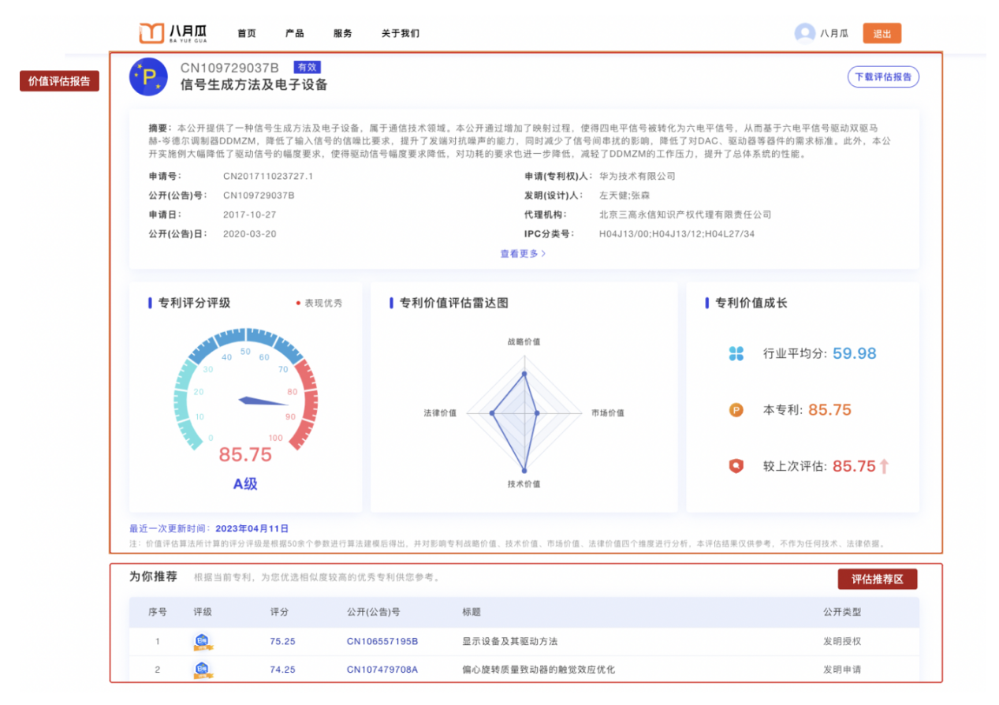 八月瓜
BA YUE GUA
首页 产品 服务 关于我们
八月瓜 退出
价值评估报告
P
CN109729037B 有效
信号生成方法及电子设备
下载评估报告
摘要：本公开提供了一种信号生成方法及电子设备，属于通信技术领域。本公开通过增加了映射过程，使得四电平信号被转化为六电平信号，从而基于六电平信号驱动双驱马
赫-岑德尔调制器DDMZM，降低了输入信号的信噪比要求，提升了发端对抗噪声的能力，同时减少了信号间串扰的影响，降低了对DAC、驱动器等器件的需求标准。此外，本公
开实施例大幅降低了驱动信号的幅度要求，使得驱动信号幅度要求降低，对功耗的要求也进一步降低，减轻了DDMZM的工作压力，提升了总体系统的性能。
申请号： CN201711023727.1 申请(专利权)人： 华为技术有限公司
公开(公告)号： CN109729037B 发明(设计)人： 左天健;张森
申请日： 2017-10-27 代理机构： 北京三高永信知识产权代理有限责任公司
公开(公告)日： 2020-03-20 IPC分类号： H04J13/00;H04J13/12;H04L27/34
查看更多 >
专利评分评级 表现优秀
0 10 20 30 40 50 60 70 80 90 100
85.75
A级
专利价值评估雷达图
战略价值
法律价值 市场价值
技术价值
专利价值成长
行业平均分: 59.98
P 本专利: 85.75
较上次评估: 85.75
最近一次更新时间：2023年04月11日
注：价值评估算法所计算的评分评级是根据50余个参数进行算法建模后得出，并对影响专利战略价值、技术价值、市场价值、法律价值四个维度进行分析，本评估结果仅供参考，不作为任何技术、法律依据。
为你推荐 根据当前专利，为您优选相似度较高的优秀专利供您参考。
评估推荐区
序号 评级 评分 公开(公告)号 标题 公开类型
1 75.25 CN106557195B 显示设备及其驱动方法 发明授权
2 74.25 CN107479708A 偏心旋转质量致动器的触觉效应优化 发明申请